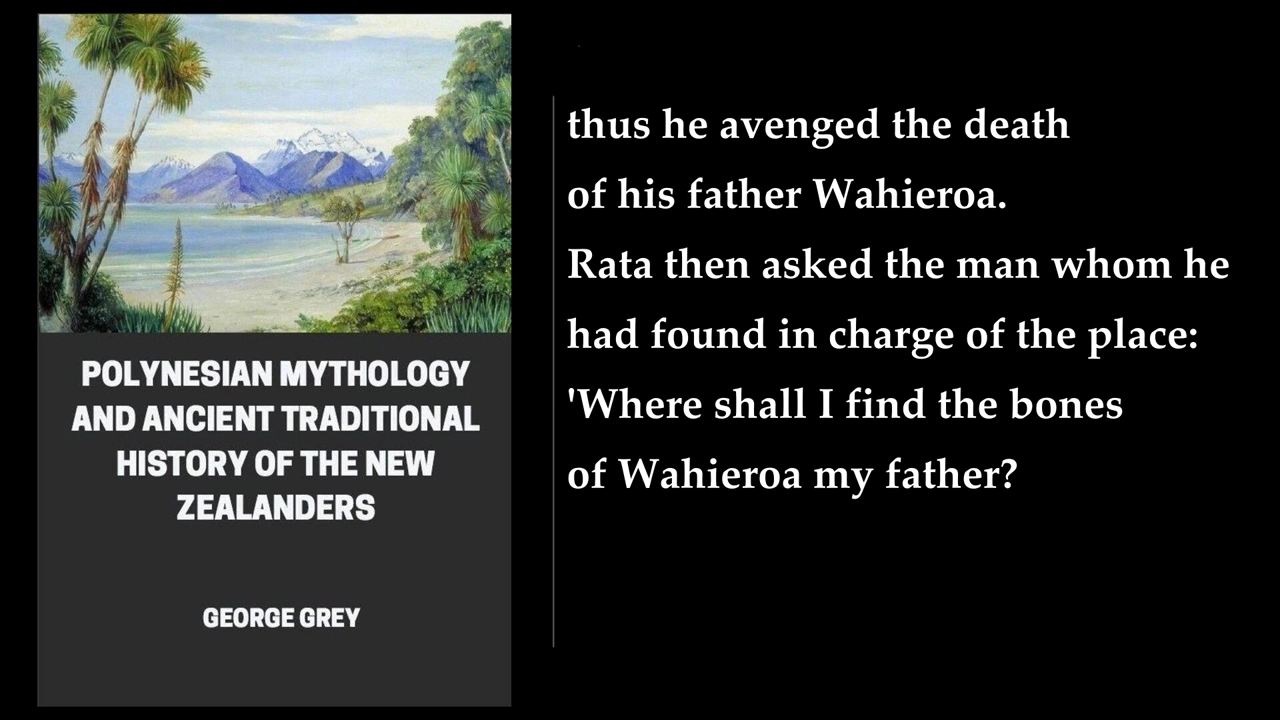 POLYNESIAN MYTHOLOGY
AND ANCIENT TRADITIONAL
HISTORY OF THE NEW
ZEALANDERS
GEORGE GREY
thus he avenged the death
of his father Wahieroa.
Rata then asked the man whom he
had found in charge of the place:
'Where shall I find the bones
of Wahieroa my father?